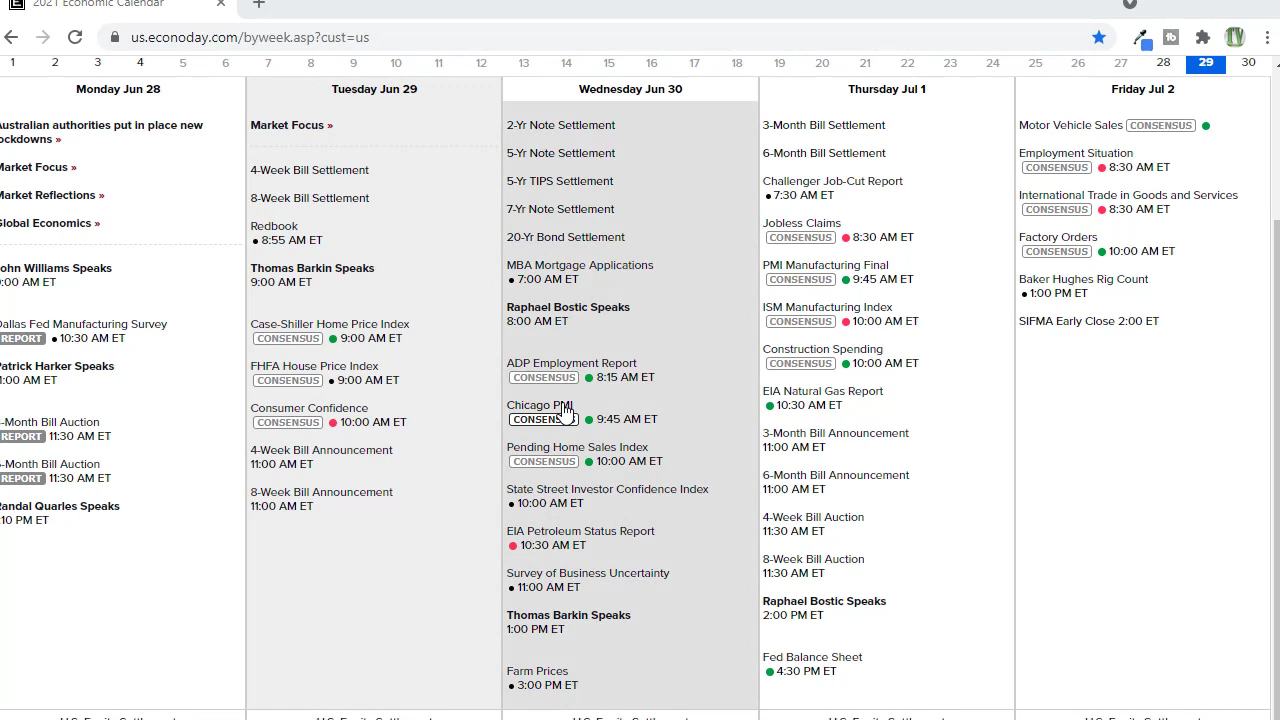 2021 Economic Calendar
us.econoday.com/byweek.asp?cust=us
1 2 3 4 5 6 7 8 9 10 11 12 13 14 15 16 17 18 19 20 21 22 23 24 25 26 27 28 29 30
Monday Jun 28
Australian authorities put in place new
lockdowns »
Market Focus »
Market Reflections »
Global Economics »
John Williams Speaks
9:00 AM ET
Dallas Fed Manufacturing Survey
REPORT 10:30 AM ET
Patrick Harker Speaks
1:00 AM ET
-Month Bill Auction
REPORT 11:30 AM ET
-Month Bill Auction
REPORT 11:30 AM ET
Randal Quarles Speaks
:10 PM ET
Tuesday Jun 29
Market Focus »
4-Week Bill Settlement
8-Week Bill Settlement
Redbook
8:55 AM ET
Thomas Barkin Speaks
9:00 AM ET
Case-Shiller Home Price Index
CONSENSUS 9:00 AM ET
FHFA House Price Index
CONSENSUS 9:00 AM ET
Consumer Confidence
CONSENSUS 10:00 AM ET
4-Week Bill Announcement
11:00 AM ET
8-Week Bill Announcement
11:00 AM ET
Wednesday Jun 30
2-Yr Note Settlement
5-Yr Note Settlement
5-Yr TIPS Settlement
7-Yr Note Settlement
20-Yr Bond Settlement
MBA Mortgage Applications
7:00 AM ET
Raphael Bostic Speaks
8:00 AM ET
ADP Employment Report
CONSENSUS 8:15 AM ET
Chicago PMI
CONSENSUS 9:45 AM ET
Pending Home Sales Index
CONSENSUS 10:00 AM ET
State Street Investor Confidence Index
10:00 AM ET
EIA Petroleum Status Report
10:30 AM ET
Survey of Business Uncertainty
11:00 AM ET
Thomas Barkin Speaks
1:00 PM ET
Farm Prices
3:00 PM ET
Thursday Jul 1
3-Month Bill Settlement
6-Month Bill Settlement
Challenger Job-Cut Report
7:30 AM ET
Jobless Claims
CONSENSUS 8:30 AM ET
PMI Manufacturing Final
CONSENSUS 9:45 AM ET
ISM Manufacturing Index
CONSENSUS 10:00 AM ET
Construction Spending
CONSENSUS 10:00 AM ET
EIA Natural Gas Report
10:30 AM ET
3-Month Bill Announcement
11:00 AM ET
6-Month Bill Announcement
11:00 AM ET
4-Week Bill Auction
11:30 AM ET
8-Week Bill Auction
11:30 AM ET
Raphael Bostic Speaks
2:00 PM ET
Fed Balance Sheet
4:30 PM ET
Friday Jul 2
Motor Vehicle Sales CONSENSUS
Employment Situation
CONSENSUS 8:30 AM ET
International Trade in Goods and Services
CONSENSUS 8:30 AM ET
Factory Orders
CONSENSUS 10:00 AM ET
Baker Hughes Rig Count
1:00 PM ET
SIFMA Early Close 2:00 ET